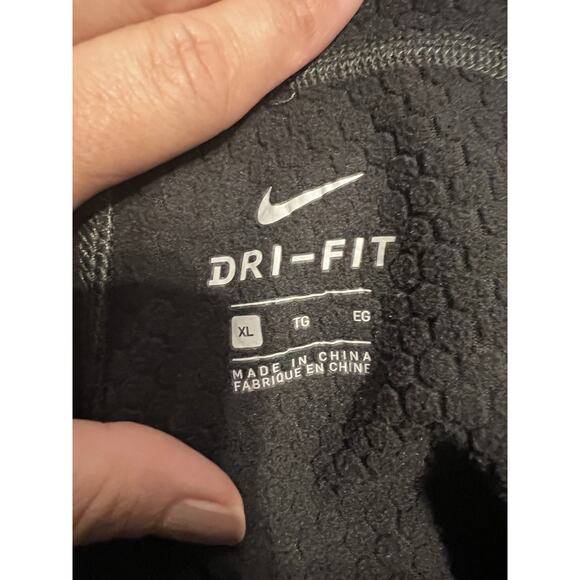 DRI-FIT
XL TG EG
MADE IN CHINA
FABRIQUE EN CHINE